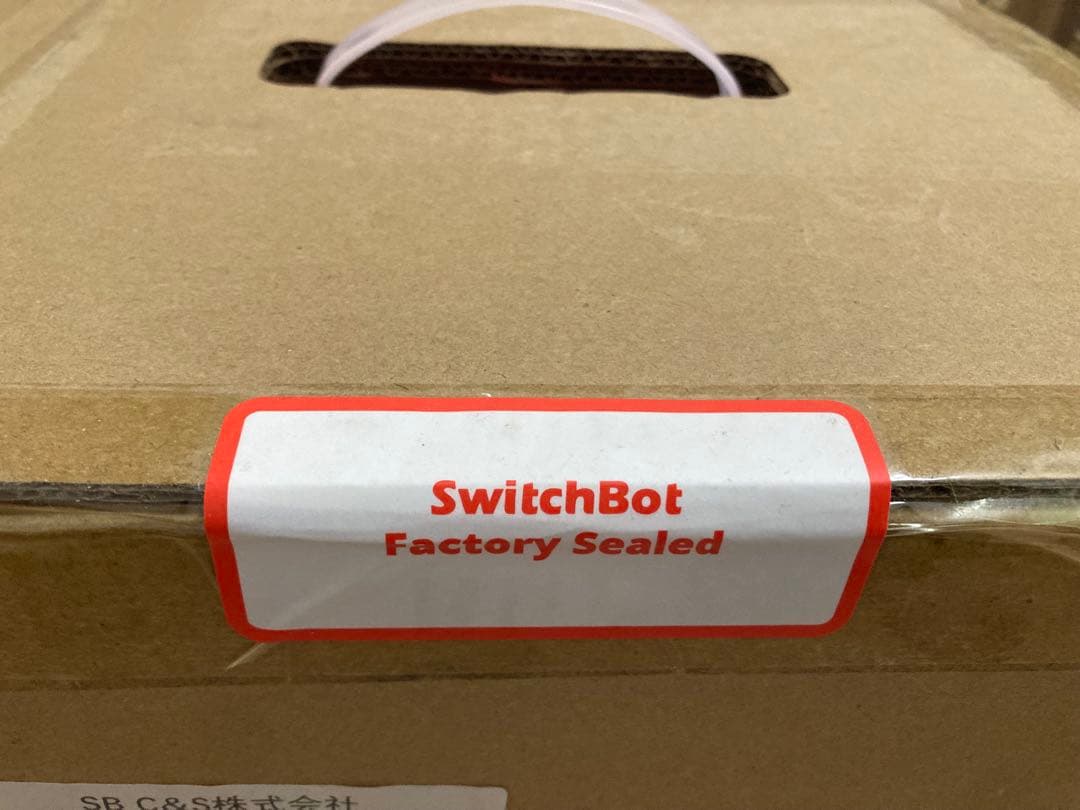 SwitchBot
Factory Sealed
SB C&S株式会社